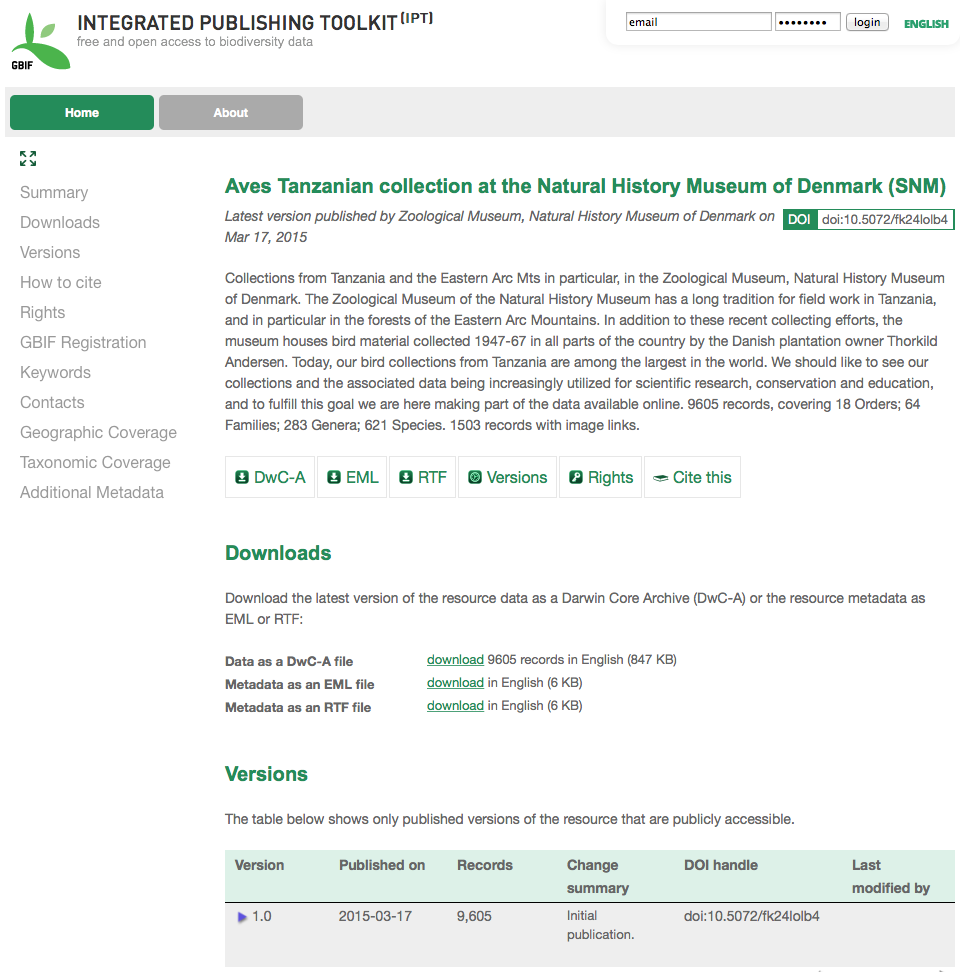 INTEGRATED PUBLISHING TOOLKIT (IPT)
free and open access to biodiversity data
GBIF
email
login
ENGLISH
Home
About
Summary
Downloads
Versions
How to cite
Rights
GBIF Registration
Keywords
Contacts
Geographic Coverage
Taxonomic Coverage
Additional Metadata
Aves Tanzanian collection at the Natural History Museum of Denmark (SNM)
Latest version published by Zoological Museum, Natural History Museum of Denmark on
Mar 17, 2015
DOI doi:10.5072/fk24lolb4
Collections from Tanzania and the Eastern Arc Mts in particular, in the Zoological Museum, Natural History Museum
of Denmark. The Zoological Museum of the Natural History Museum has a long tradition for field work in Tanzania,
and in particular in the forests of the Eastern Arc Mountains. In addition to these recent collecting efforts, the
museum houses bird material collected 1947-67 in all parts of the country by the Danish plantation owner Thorkild
Andersen. Today, our bird collections from Tanzania are among the largest in the world. We should like to see our
collections and the associated data being increasingly utilized for scientific research, conservation and education,
and to fulfill this goal we are here making part of the data available online. 9605 records, covering 18 Orders; 64
Families; 283 Genera; 621 Species. 1503 records with image links.
DwC-A EML RTF Versions Rights Cite this
Downloads
Download the latest version of the resource data as a Darwin Core Archive (DwC-A) or the resource metadata as
EML or RTF:
Data as a DwC-A file download 9605 records in English (847 KB)
Metadata as an EML file download in English (6 KB)
Metadata as an RTF file download in English (6 KB)
Versions
The table below shows only published versions of the resource that are publicly accessible.
Version Published on Records Change summary DOI handle Last modified by
1.0 2015-03-17 9,605 Initial publication. doi:10.5072/fk24lolb4